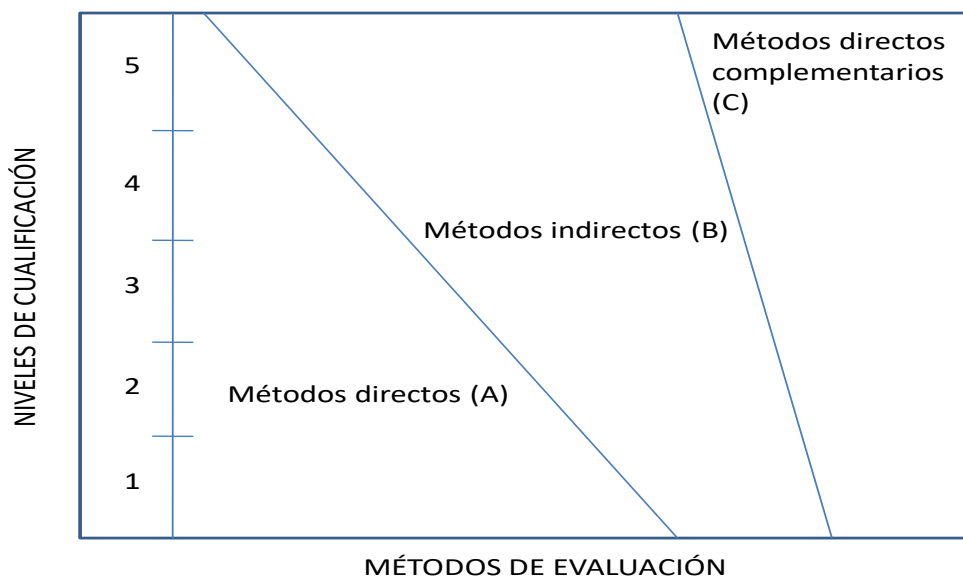 Métodos directos
complementarios
(C)
5
4
Métodos indirectos (B)
3
2
Métodos directos (A)
1
NIVELES DE CUALIFICACIÓN
MÉTODOS DE EVALUACIÓN